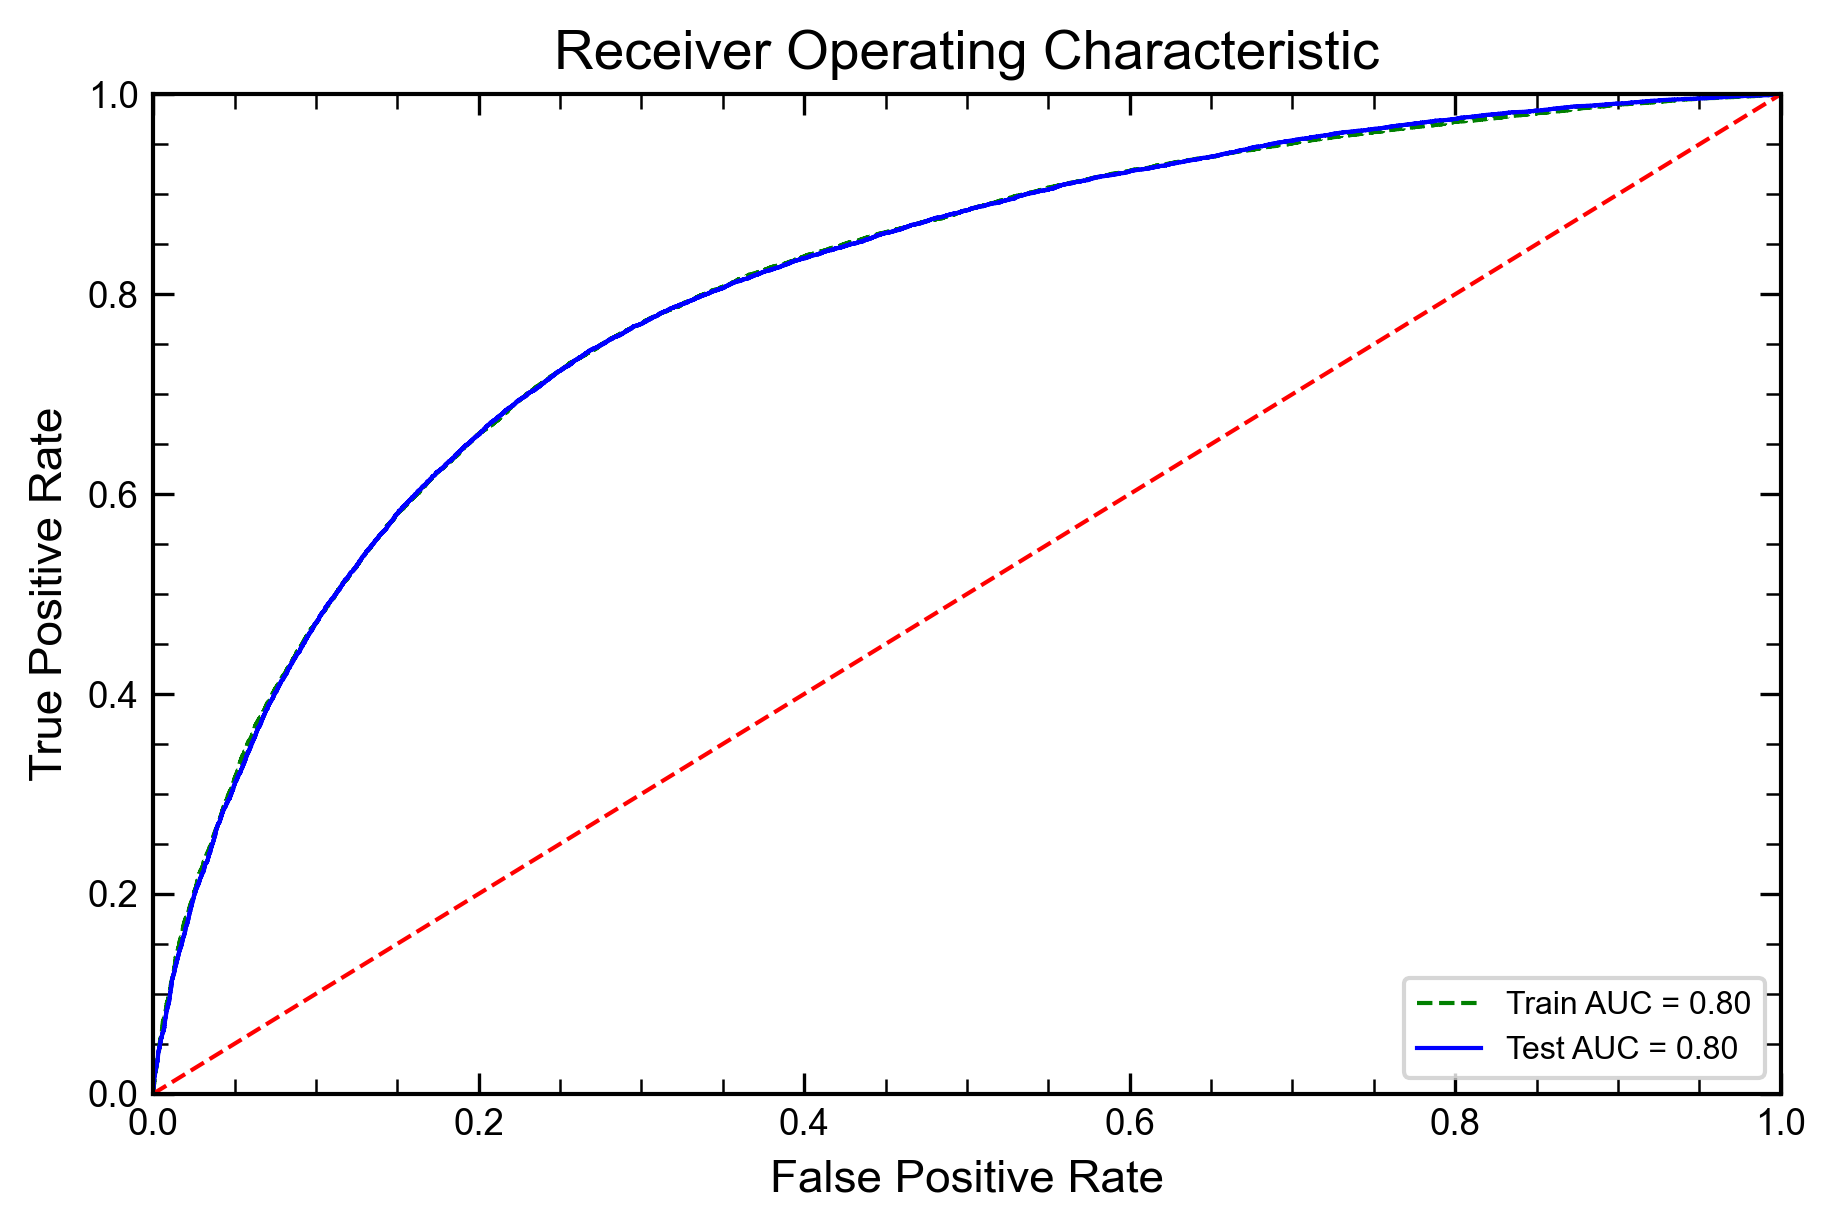 Receiver Operating Characteristic
1.0
0.8
0.6
0.4
0.2
0.0
True Positive Rate
Train AUC = 0.80
Test AUC = 0.80
0.0 0.2 0.4 0.6 0.8 1.0
False Positive Rate